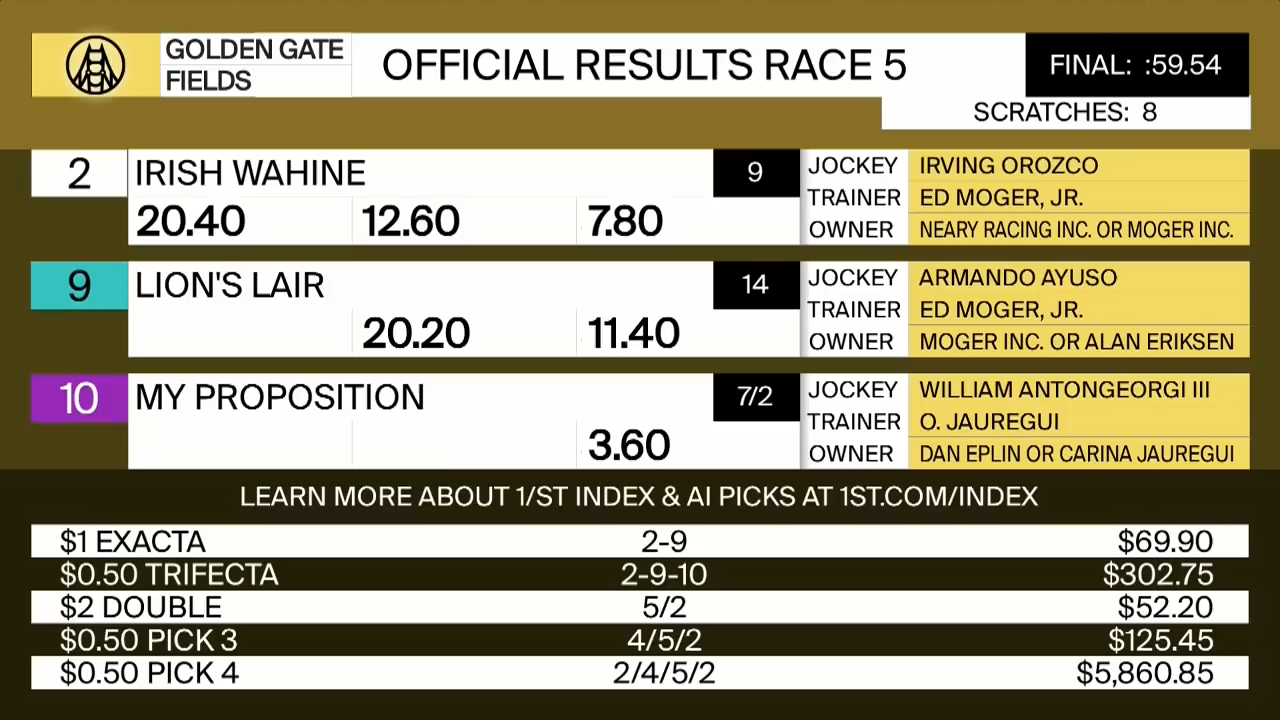 GOLDEN GATE
FIELDS
OFFICIAL RESULTS RACE 5
FINAL: :59.54
SCRATCHES: 8
2 IRISH WAHINE 9
20.40 12.60 7.80
JOCKEY IRVING OROZCO
TRAINER ED MOGER, JR.
OWNER NEARY RACING INC. OR MOGER INC.
9 LION'S LAIR 14
20.20 11.40
JOCKEY ARMANDO AYUSO
TRAINER ED MOGER, JR.
OWNER MOGER INC. OR ALAN ERIKSEN
10 MY PROPOSITION 7/2
3.60
JOCKEY WILLIAM ANTONGEORGI III
TRAINER O. JAUREGUI
OWNER DAN EPLIN OR CARINA JAUREGUI
LEARN MORE ABOUT 1/ST INDEX & AI PICKS AT 1ST.COM/INDEX
$1 EXACTA 2-9 $69.90
$0.50 TRIFECTA 2-9-10 $302.75
$2 DOUBLE 5/2 $52.20
$0.50 PICK 3 4/5/2 $125.45
$0.50 PICK 4 2/4/5/2 $5,860.85